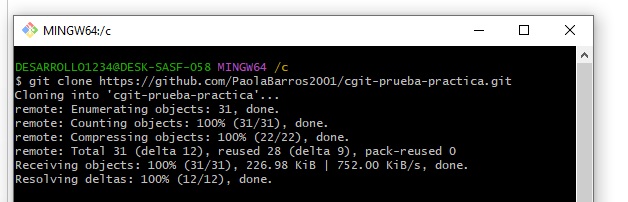 MINGW64:/c
DESARROLLO1234@DESK-SASF-058 MINGW64 /c
$ git clone https://github.com/PaolaBarros2001/cgit-prueba-practica.git
Cloning into 'cgit-prueba-practica'...
remote: Enumerating objects: 31, done.
remote: Counting objects: 100% (31/31), done.
remote: Compressing objects: 100% (22/22), done.
remote: Total 31 (delta 12), reused 28 (delta 9), pack-reused 0
Receiving objects: 100% (31/31), 226.98 KiB | 752.00 KiB/s, done.
Resolving deltas: 100% (12/12), done.